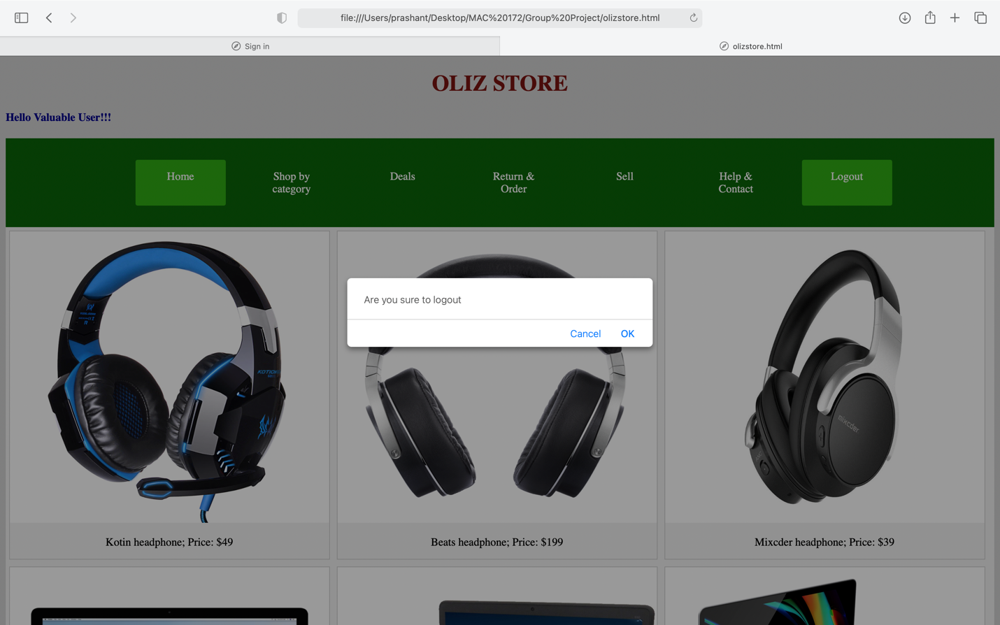 file:///Users/prashant/Desktop/MAC%20172/Group%20Project/olizstore.html
Sign in
olizstore.html
OLIZ STORE
Hello Valuable User!!!
Home
Shop by
category
Deals
Return &
Order
Sell
Help &
Contact
Logout
Are you sure to logout
Cancel
OK
KOTION
mixcder
Kotin headphone; Price: $49
Beats headphone; Price: $199
Mixcder headphone; Price: $39